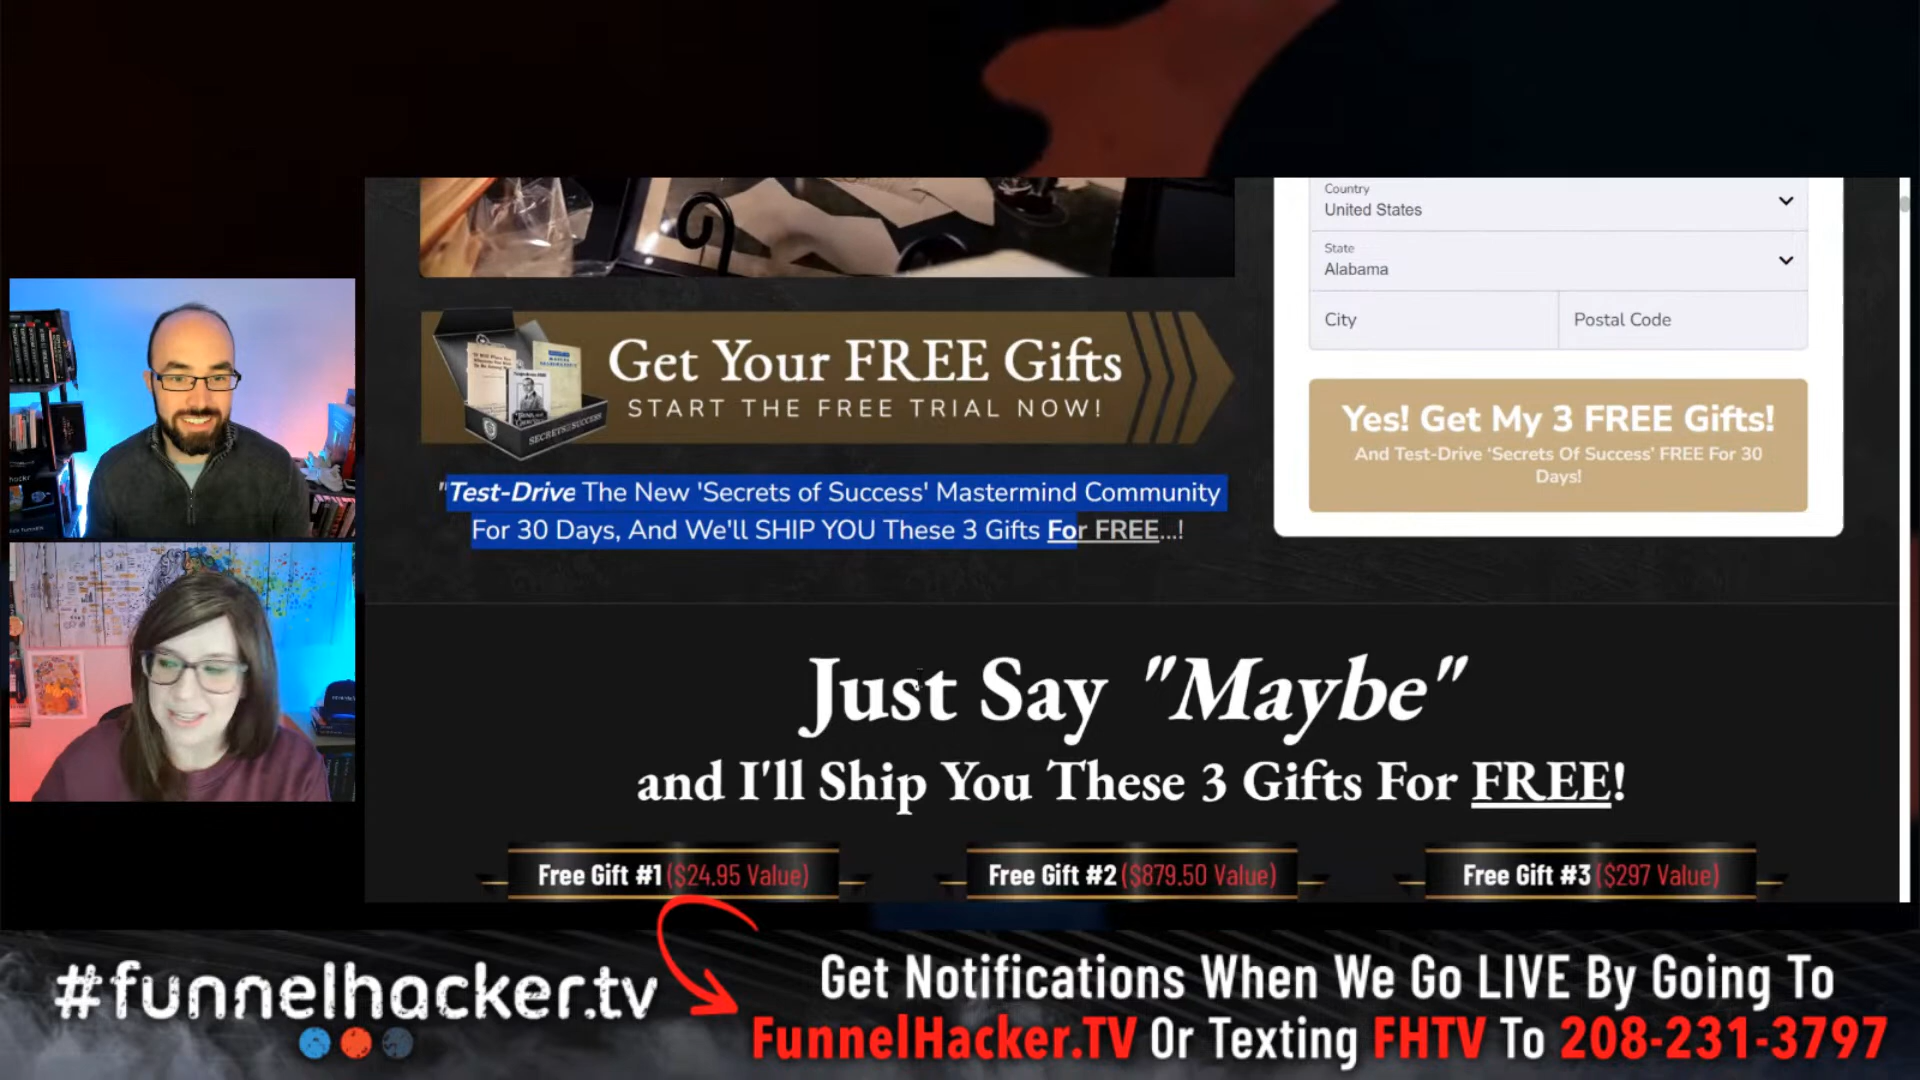 Country
United States
State
Alabama
City
Postal Code
Get Your FREE Gifts
START THE FREE TRIAL NOW!
SECRETS OF SUCCESS
Yes! Get My 3 FREE Gifts!
And Test-Drive ‘Secrets Of Success’ FREE For 30
Days!
"Test-Drive The New 'Secrets of Success' Mastermind Community
For 30 Days, And We'll SHIP YOU These 3 Gifts For FREE...!
Just Say "Maybe"
and I'll Ship You These 3 Gifts For FREE!
Free Gift #1 ($24.95 Value)
Free Gift #2 ($879.50 Value)
Free Gift #3 ($297 Value)
#funnelhacker.tv
Get Notifications When We Go LIVE By Going To
FunnelHacker.TV Or Texting FHTV To 208-231-3797